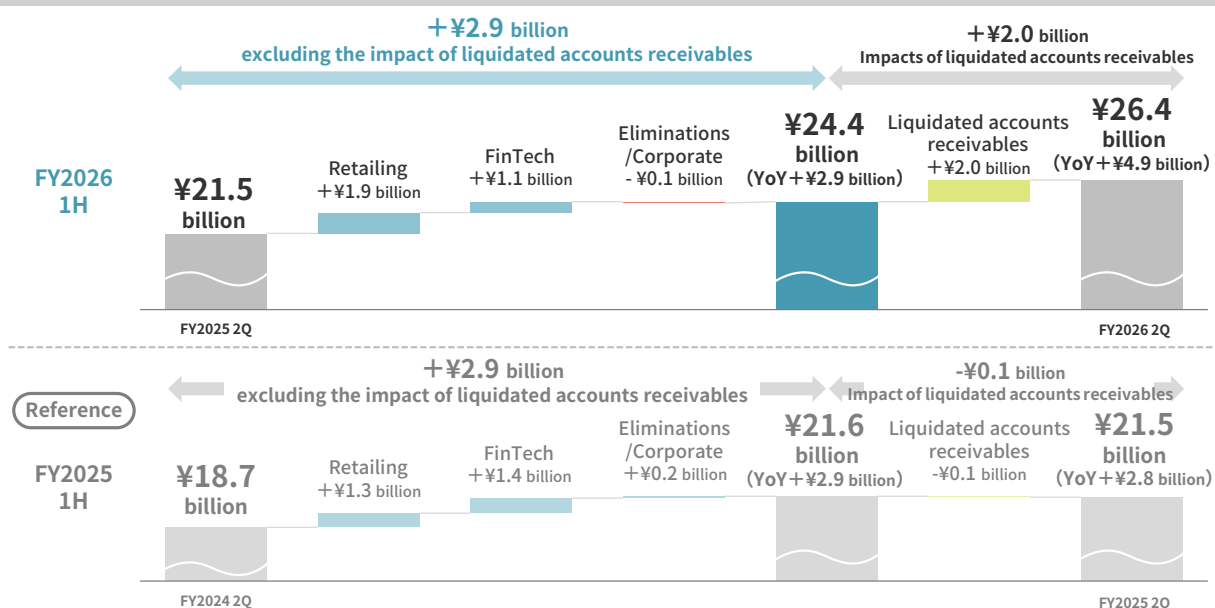 +¥2.9 billion
excluding the impact of liquidated accounts receivables
+¥2.0 billion
Impacts of liquidated accounts receivables
FY2026
1H
¥21.5
billion
Retailing
+¥1.9 billion
FinTech
+¥1.1 billion
Eliminations
/Corporate
- ¥0.1 billion
¥24.4
billion
(YoY+¥2.9 billion)
Liquidated accounts
receivables
+¥2.0 billion
¥26.4
billion
(YoY+¥4.9 billion)
FY2025 2Q
FY2026 2Q
Reference
+¥2.9 billion
excluding the impact of liquidated accounts receivables
-¥0.1 billion
Impact of liquidated accounts receivables
FY2025
1H
¥18.7
billion
Retailing
+¥1.3 billion
FinTech
+¥1.4 billion
Eliminations
/Corporate
+¥0.2 billion
¥21.6
billion
(YoY+¥2.9 billion)
Liquidated accounts
receivables
-¥0.1 billion
¥21.5
billion
(YoY+¥2.8 billion)
FY2024 2Q
FY2025 2Q